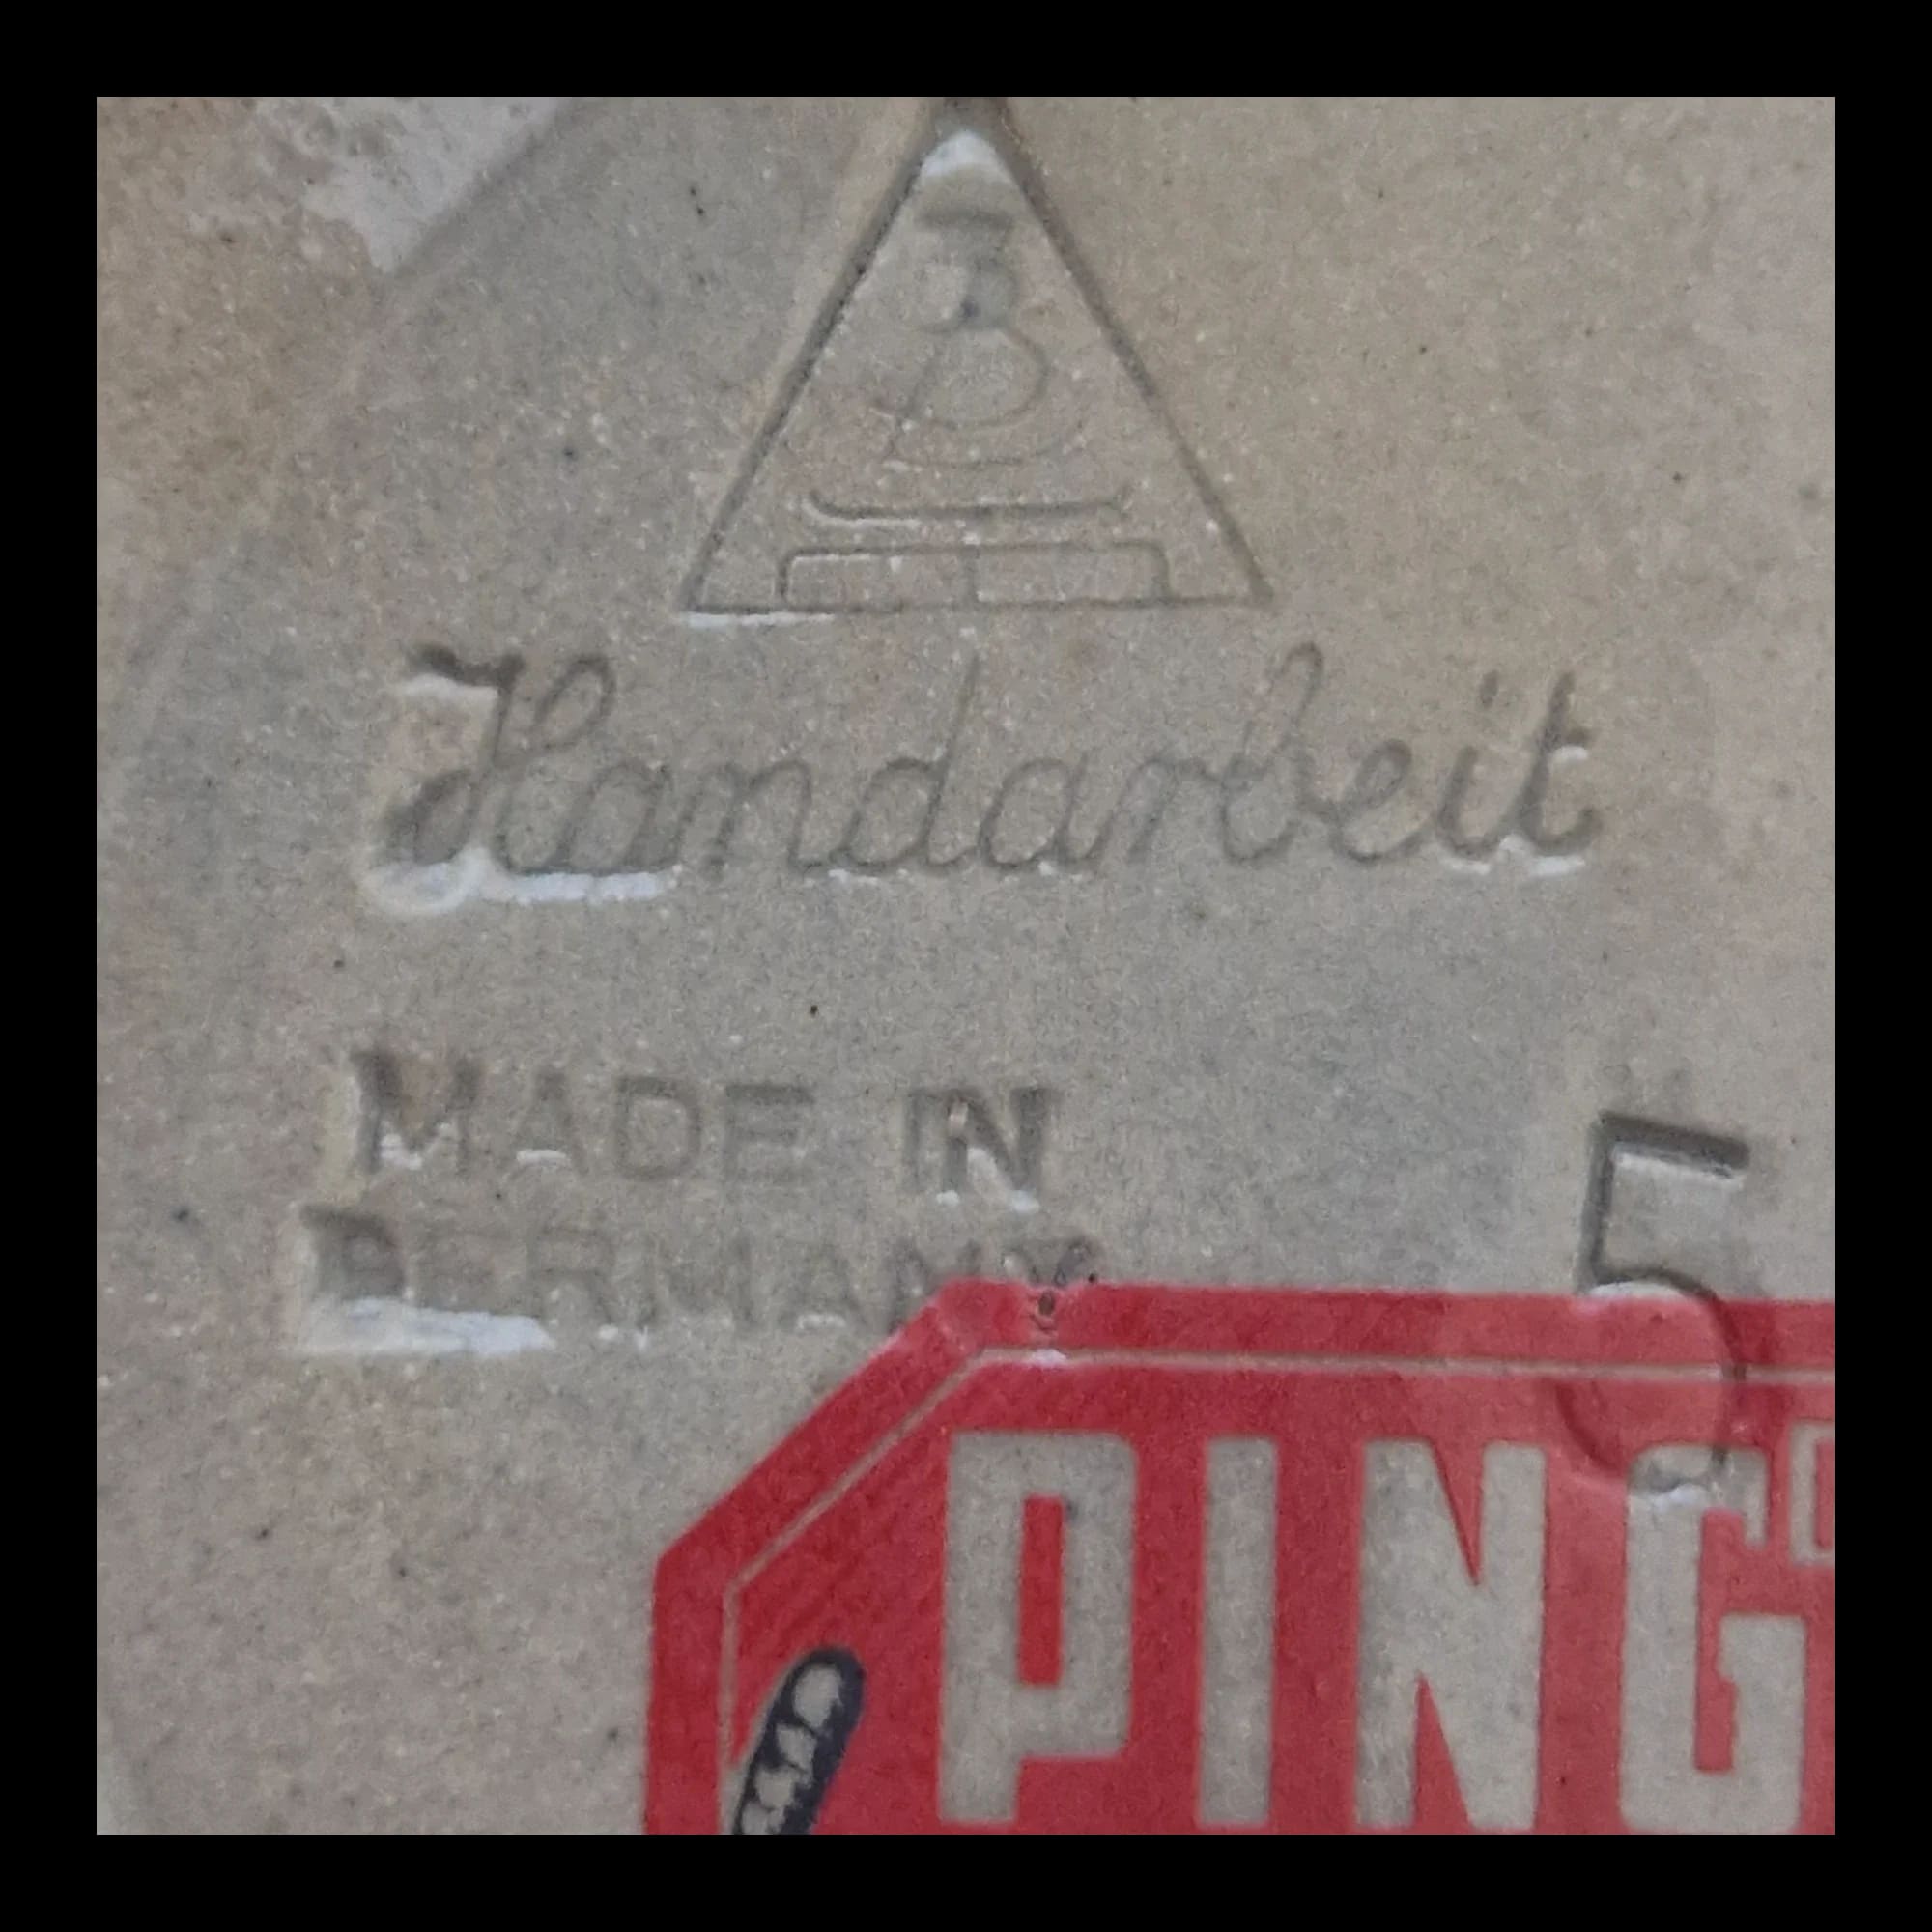 B
Handarbeit
MADE IN
GERMANY
5
PING